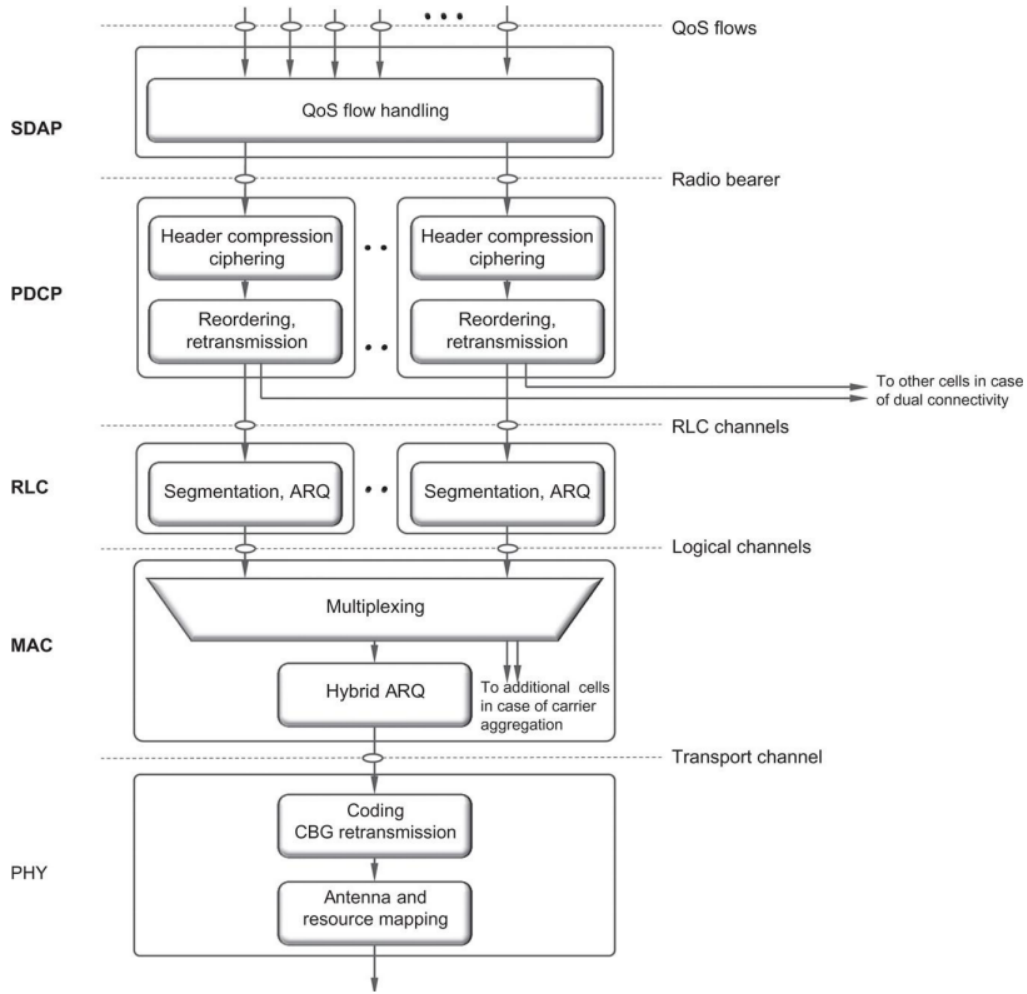 • • •
QoS flows
QoS flow handling
SDAP
Radio bearer
Header compression
ciphering
• •
Header compression
ciphering
PDCP
Reordering,
retransmission
• •
Reordering,
retransmission
To other cells in case
of dual connectivity
RLC channels
RLC
Segmentation, ARQ
• •
Segmentation, ARQ
Logical channels
Multiplexing
MAC
Hybrid ARQ
To additional cells
in case of carrier
aggregation
Transport channel
Coding
CBG retransmission
PHY
Antenna and
resource mapping